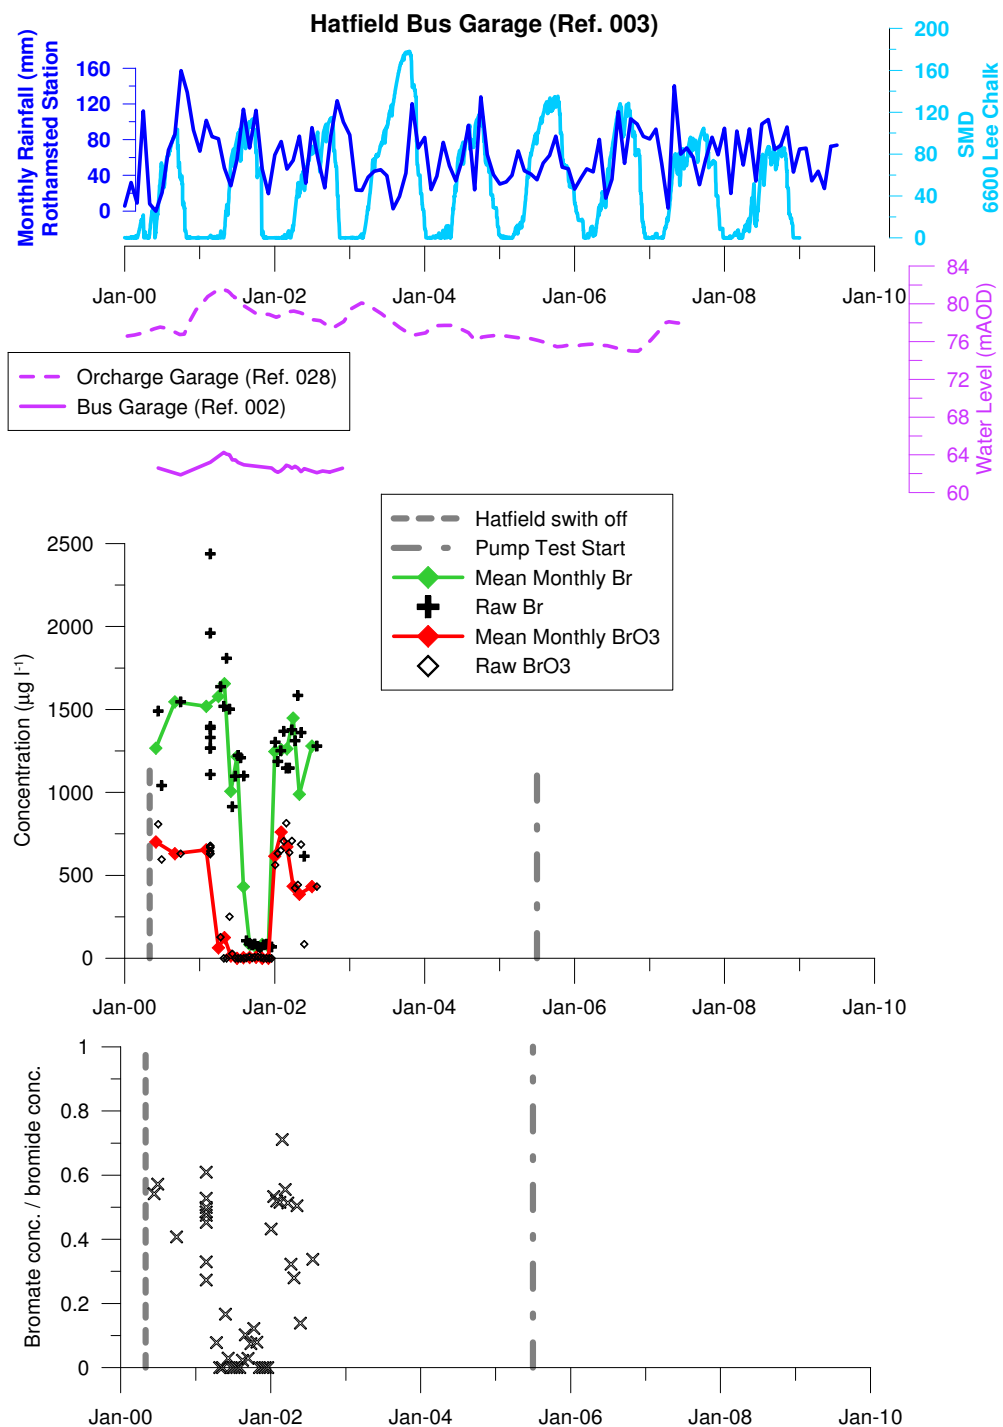 Hatfield Bus Garage (Ref. 003)
Monthly Rainfall (mm)
Rothamsted Station
160
120
80
40
0
200
160
120
80
40
0
SMD
6600 Lee Chalk
Jan-00
Jan-02
Jan-04
Jan-06
Jan-08
Jan-10
84
80
76
72
68
64
60
Water Level (mAOD)
Orcharge Garage (Ref. 028)
Bus Garage (Ref. 002)
Hatfield swith off
Pump Test Start
Mean Monthly Br
Raw Br
Mean Monthly BrO3
Raw BrO3
Concentration (µg l-1)
2500
2000
1500
1000
500
0
Jan-00
Jan-02
Jan-04
Jan-06
Jan-08
Jan-10
Bromate conc. / bromide conc.
1
0.8
0.6
0.4
0.2
0
Jan-00
Jan-02
Jan-04
Jan-06
Jan-08
Jan-10